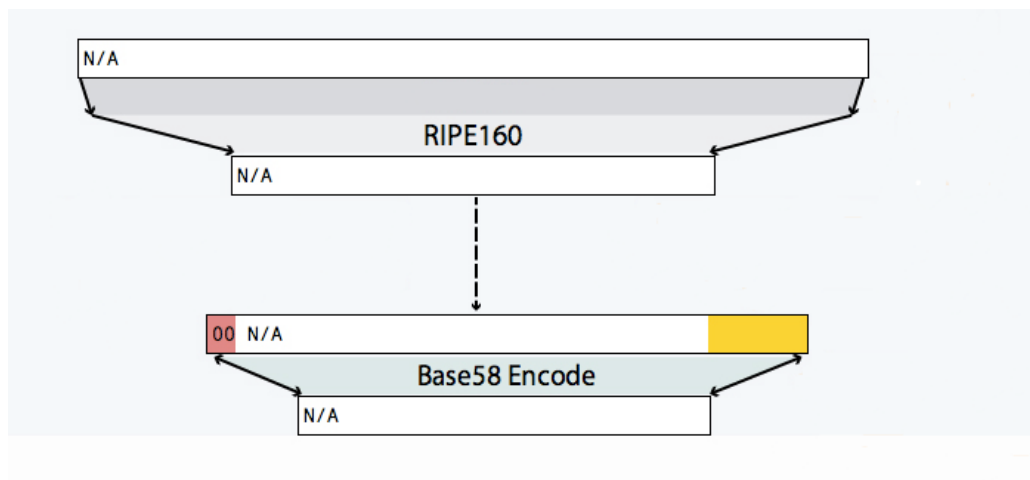 N/A
RIPE160
N/A
00 N/A
Base58 Encode
N/A